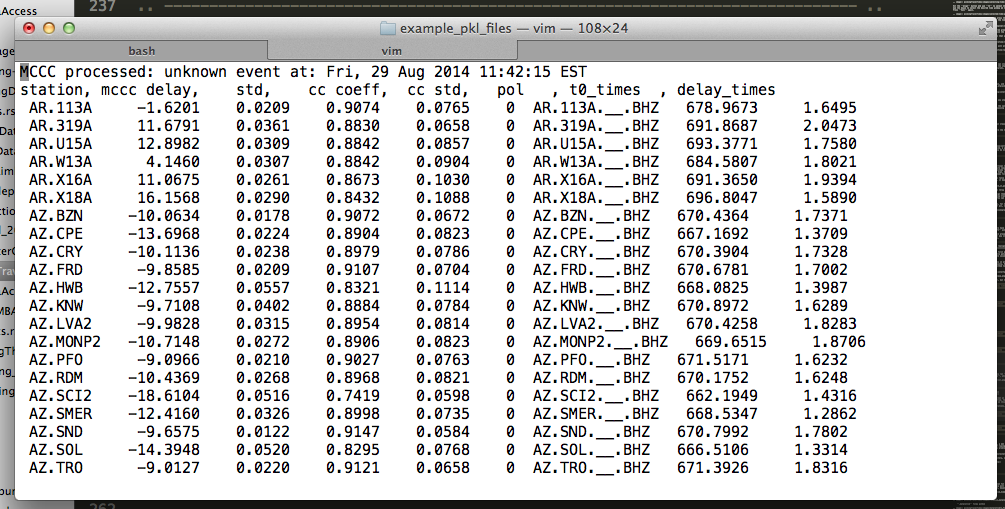 237 .. ——————————————————————————————— ..
example_pkl_files — vim — 108×24
bash vim
MCCC processed: unknown event at: Fri, 29 Aug 2014 11:42:15 EST
station, mccc delay,    std,    cc coeff,  cc std,   pol   , t0_times  , delay_times
AR.113A     -1.6201    0.0209    0.9074    0.0765    0  AR.113A.__.BHZ  678.9673     1.6495
AR.319A     11.6791    0.0361    0.8830    0.0658    0  AR.319A.__.BHZ  691.8687     2.0473
AR.U15A     12.8982    0.0309    0.8842    0.0857    0  AR.U15A.__.BHZ  693.3771     1.7580
AR.W13A      4.1460    0.0307    0.8842    0.0904    0  AR.W13A.__.BHZ  684.5807     1.8021
AR.X16A     11.0675    0.0261    0.8673    0.1030    0  AR.X16A.__.BHZ  691.3650     1.9394
AR.X18A     16.1568    0.0290    0.8432    0.1088    0  AR.X18A.__.BHZ  696.8047     1.5890
AZ.BZN     -10.0634    0.0178    0.9072    0.0672    0  AZ.BZN.__.BHZ  670.4364     1.7371
AZ.CPE     -13.6968    0.0224    0.8904    0.0823    0  AZ.CPE.__.BHZ  667.1692     1.3709
AZ.CRY     -10.1136    0.0238    0.8979    0.0786    0  AZ.CRY.__.BHZ  670.3904     1.7328
AZ.FRD      -9.8585    0.0209    0.9107    0.0704    0  AZ.FRD.__.BHZ  670.6781     1.7002
AZ.HWB     -12.7557    0.0557    0.8321    0.1114    0  AZ.HWB.__.BHZ  668.0825     1.3987
AZ.KNW      -9.7108    0.0402    0.8884    0.0784    0  AZ.KNW.__.BHZ  670.8972     1.6289
AZ.LVA2     -9.9828    0.0315    0.8954    0.0814    0  AZ.LVA2.__.BHZ  670.4258     1.8283
AZ.MONP2   -10.7148    0.0272    0.8906    0.0823    0  AZ.MONP2.__.BHZ  669.6515     1.8706
AZ.PFO      -9.0966    0.0210    0.9027    0.0763    0  AZ.PFO.__.BHZ  671.5171     1.6232
AZ.RDM     -10.4369    0.0268    0.8968    0.0821    0  AZ.RDM.__.BHZ  670.1752     1.6248
AZ.SCI2    -18.6104    0.0516    0.7419    0.0598    0  AZ.SCI2.__.BHZ  662.1949     1.4316
AZ.SMER    -12.4160    0.0326    0.8998    0.0735    0  AZ.SMER.__.BHZ  668.5347     1.2862
AZ.SND      -9.6575    0.0122    0.9147    0.0584    0  AZ.SND.__.BHZ  670.7992     1.7802
AZ.SOL     -14.3948    0.0520    0.8295    0.0768    0  AZ.SOL.__.BHZ  666.5106     1.3314
AZ.TRO      -9.0127    0.0220    0.9121    0.0658    0  AZ.TRO.__.BHZ  671.3926     1.8316